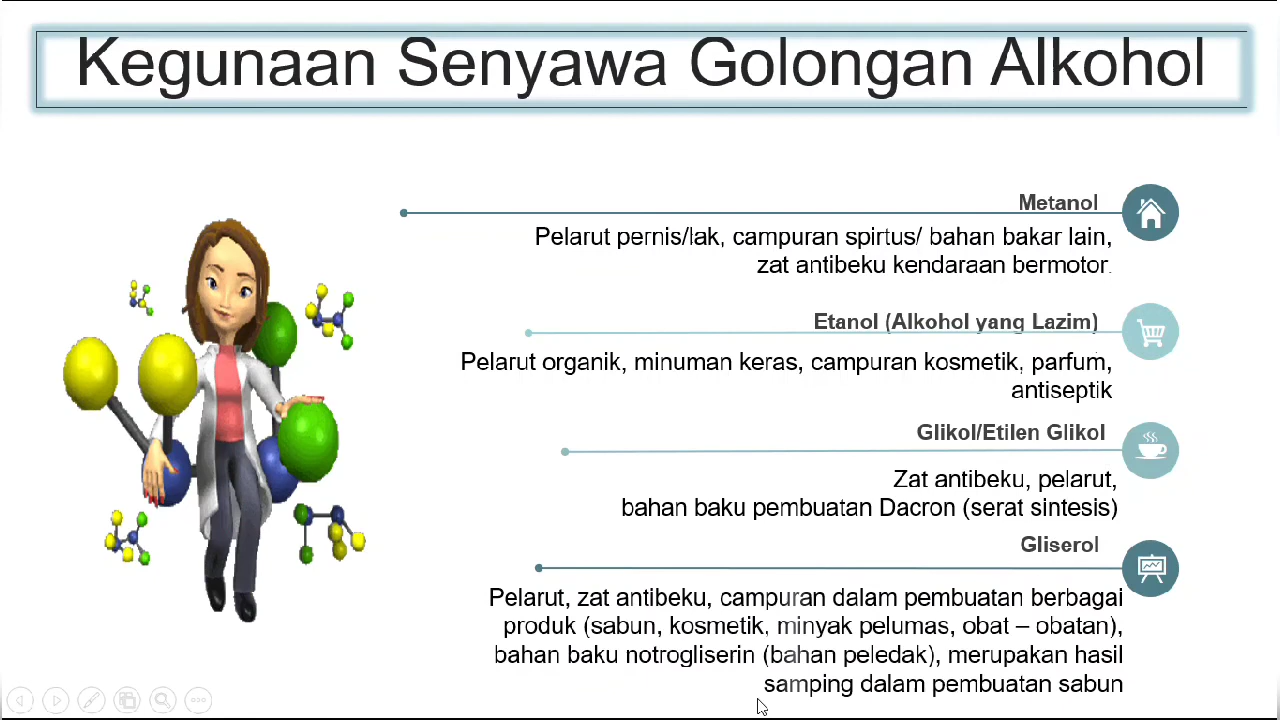 Kegunaan Senyawa Golongan Alkohol
Metanol
Pelarut pernis/lak, campuran spirtus/ bahan bakar lain,
zat antibeku kendaraan bermotor.
Etanol (Alkohol yang Lazim)
Pelarut organik, minuman keras, campuran kosmetik, parfum,
antiseptik
Glikol/Etilen Glikol
Zat antibeku, pelarut,
bahan baku pembuatan Dacron (serat sintesis)
Gliserol
Pelarut, zat antibeku, campuran dalam pembuatan berbagai
produk (sabun, kosmetik, minyak pelumas, obat – obatan),
bahan baku notrogliserin (bahan peledak), merupakan hasil
samping dalam pembuatan sabun